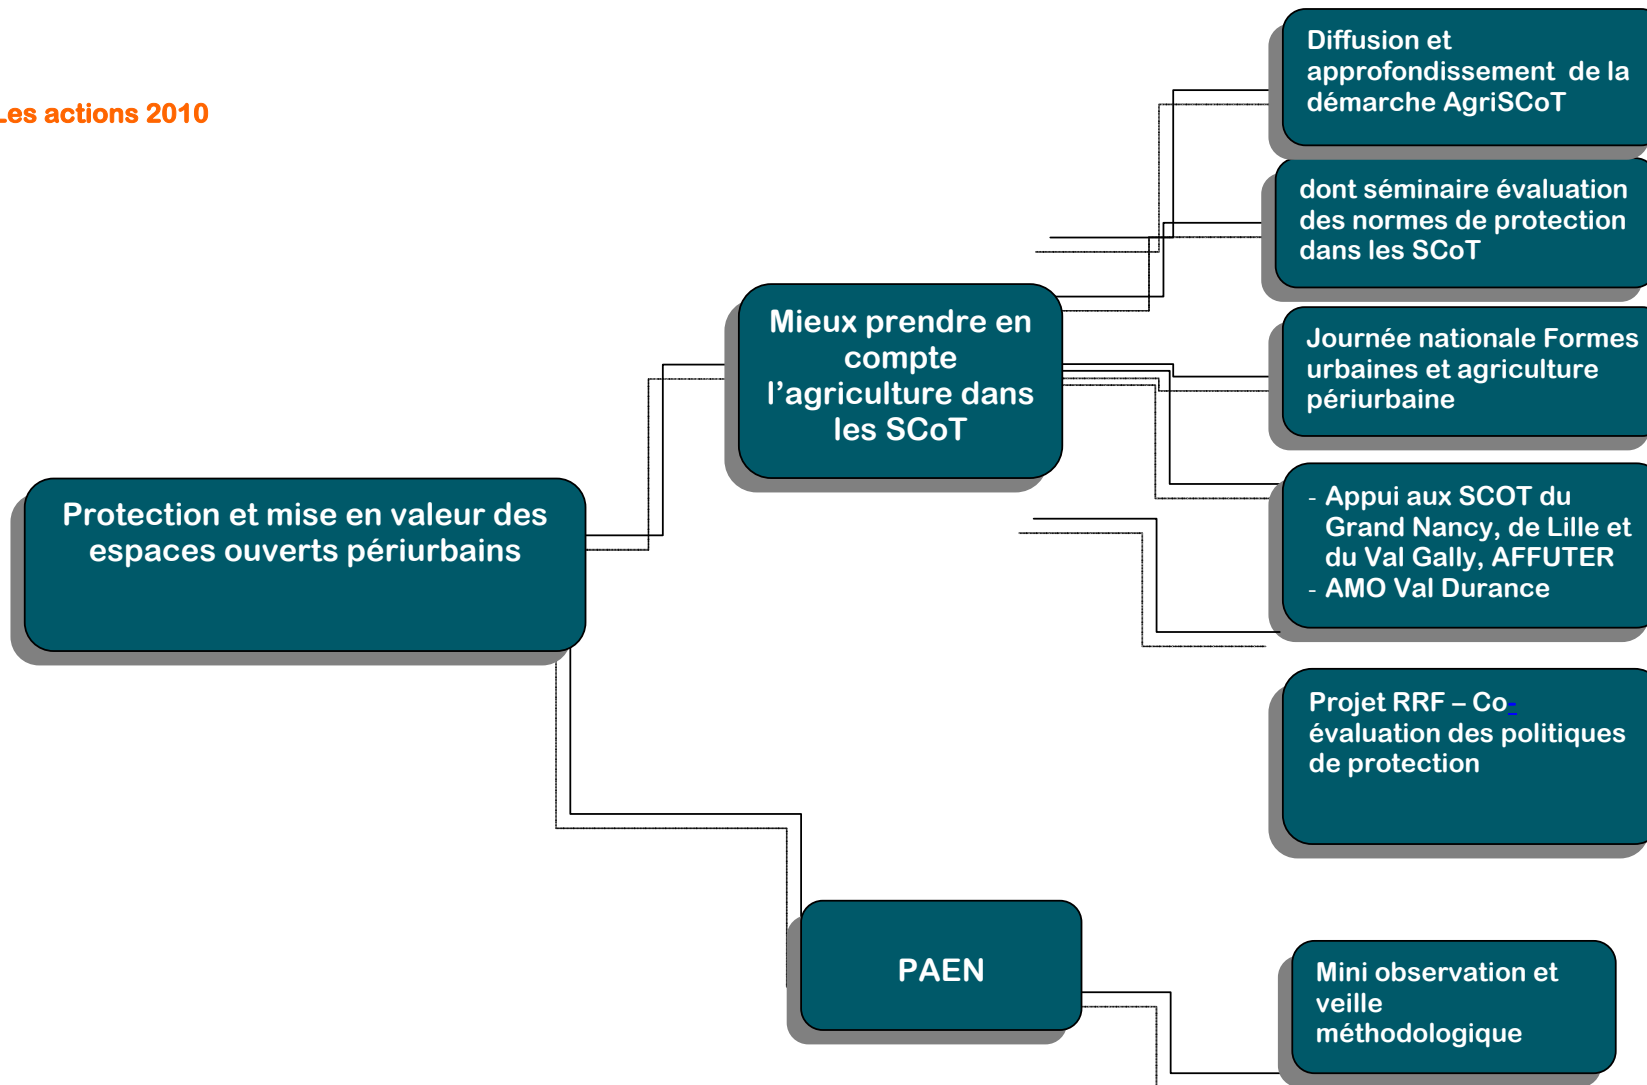 Les actions 2010
Diffusion et
approfondissement de la
démarche AgriSCoT
dont séminaire évaluation
des normes de protection
dans les SCoT
Mieux prendre en
compte
l’agriculture dans
les SCoT
Journée nationale Formes
urbaines et agriculture
périurbaine
Protection et mise en valeur des
espaces ouverts périurbains
- Appui aux SCOT du
Grand Nancy, de Lille et
du Val Gally, AFFUTER
- AMO Val Durance
Projet RRF – Co-
évaluation des politiques
de protection
PAEN
Mini observation et
veille
méthodologique